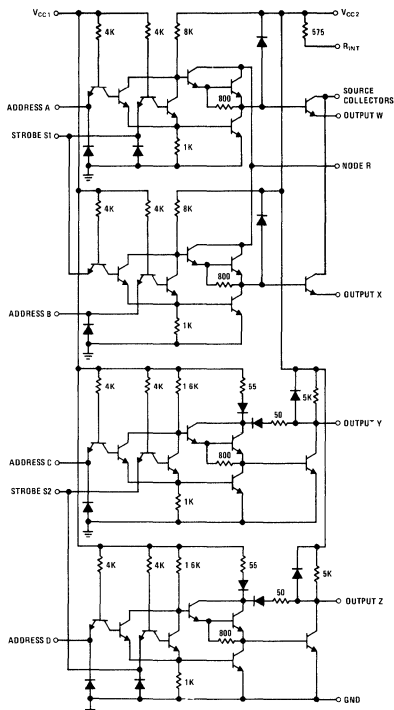 VCC1
VCC2
4K
4K
8K
575
RINT
SOURCE
COLLECTORS
800
ADDRESS A
OUTPUT W
STROBE S1
1K
NODE R
4K
4K
8K
800
OUTPUT X
ADDRESS B
1K
4K
4K
1 6K
55
5K
50
OUTPUT Y
800
ADDRESS C
STROBE S2
1K
4K
4K
1 6K
55
5K
50
OUTPUT Z
800
ADDRESS D
1K
GND